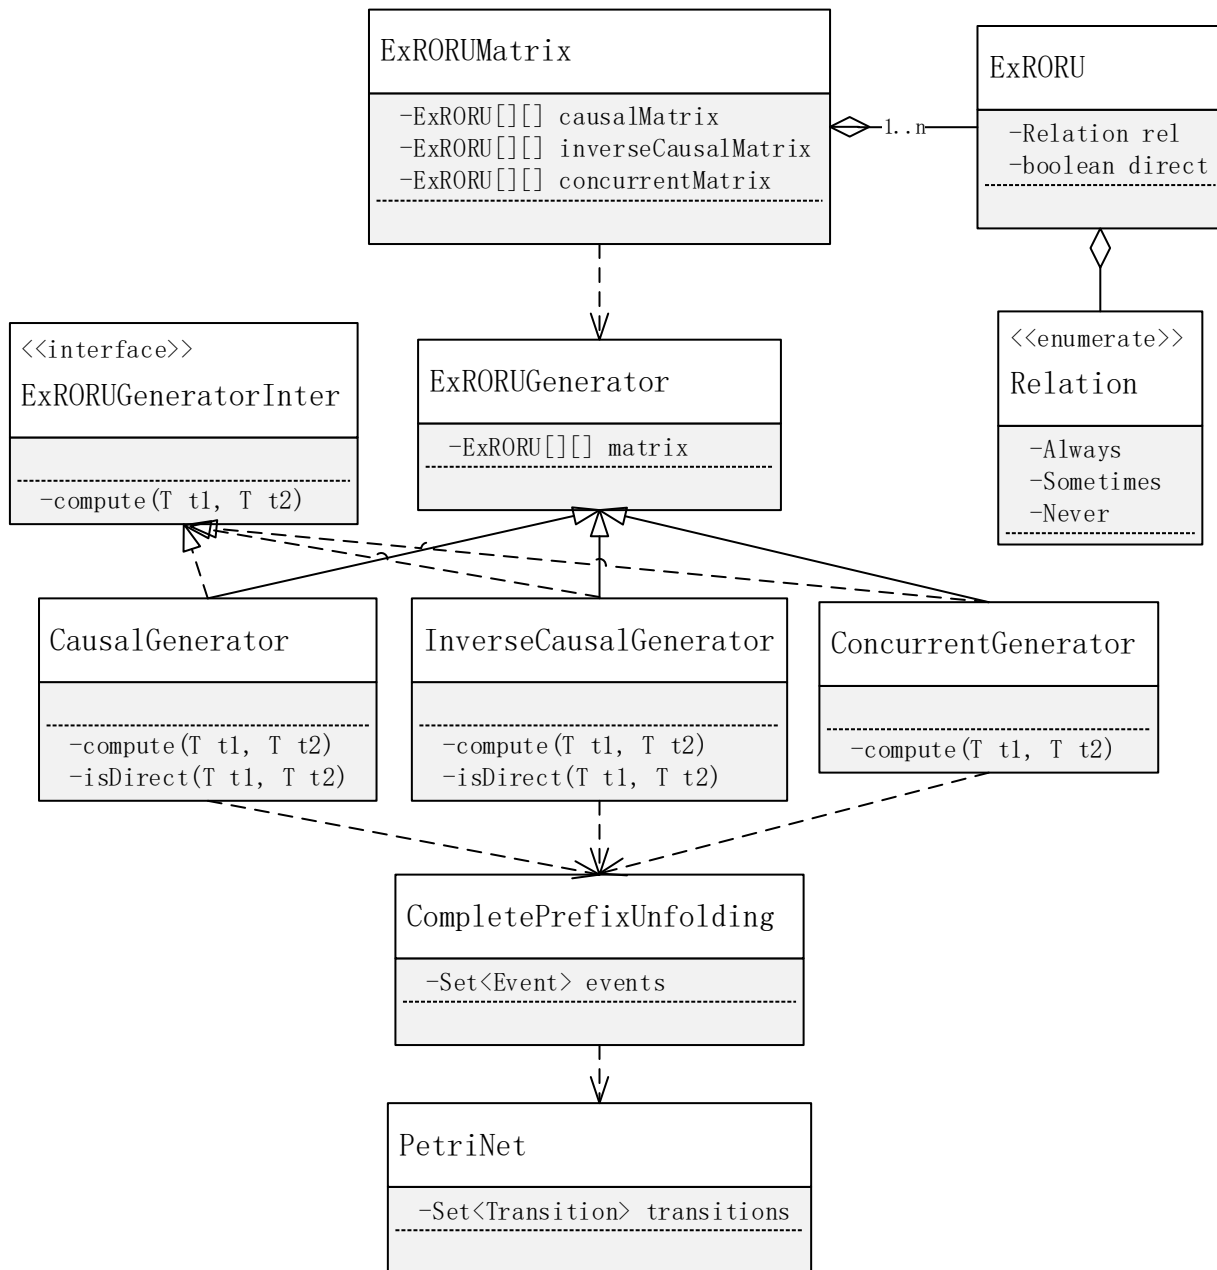 ExRORUMatrix
-ExRORU[][] causalMatrix
-ExRORU[][] inverseCausalMatrix
-ExRORU[][] concurrentMatrix
1..n
ExRORU
-Relation rel
-boolean direct
<<interface>>
ExRORUGeneratorInter
-compute(T t1, T t2)
ExRORUGenerator
-ExRORU[][] matrix
<<enumerate>>
Relation
-Always
-Sometimes
-Never
CausalGenerator
-compute(T t1, T t2)
-isDirect(T t1, T t2)
InverseCausalGenerator
-compute(T t1, T t2)
-isDirect(T t1, T t2)
ConcurrentGenerator
-compute(T t1, T t2)
CompletePrefixUnfolding
-Set<Event> events
PetriNet
-Set<Transition> transitions